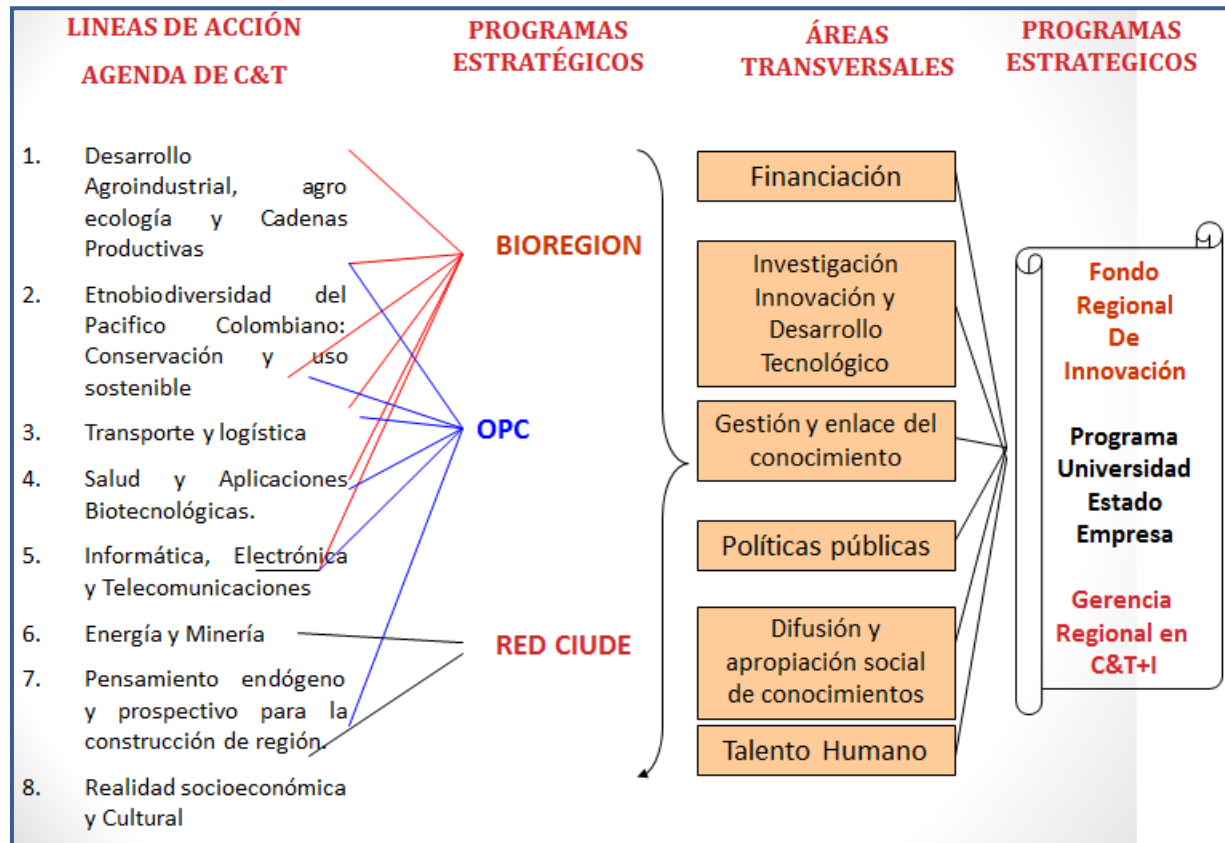 LINEAS DE ACCIÓN
AGENDA DE C&T
1. Desarrollo
Agroindustrial, agro
ecología y Cadenas
Productivas
2. Etnobiodiversidad del
Pacifico Colombiano:
Conservación y uso
sostenible
3. Transporte y logística
4. Salud y Aplicaciones
Biotecnológicas.
5. Informática, Electrónica
y Telecomunicaciones
6. Energía y Minería
7. Pensamiento endógeno
y prospectivo para la
construcción de región.
8. Realidad socioeconómica
y Cultural
PROGRAMAS
ESTRATÉGICOS
BIOREGION
OPC
RED CIUDE
ÁREAS
TRANSVERSALES
Financiación
Investigación
Innovación y
Desarrollo
Tecnológico
Gestión y enlace del
conocimiento
Políticas públicas
Difusión y
apropiación social
de conocimientos
Talento Humano
PROGRAMAS
ESTRATEGICOS
Fondo
Regional
De
Innovación
Programa
Universidad
Estado
Empresa
Gerencia
Regional en
C&T+I